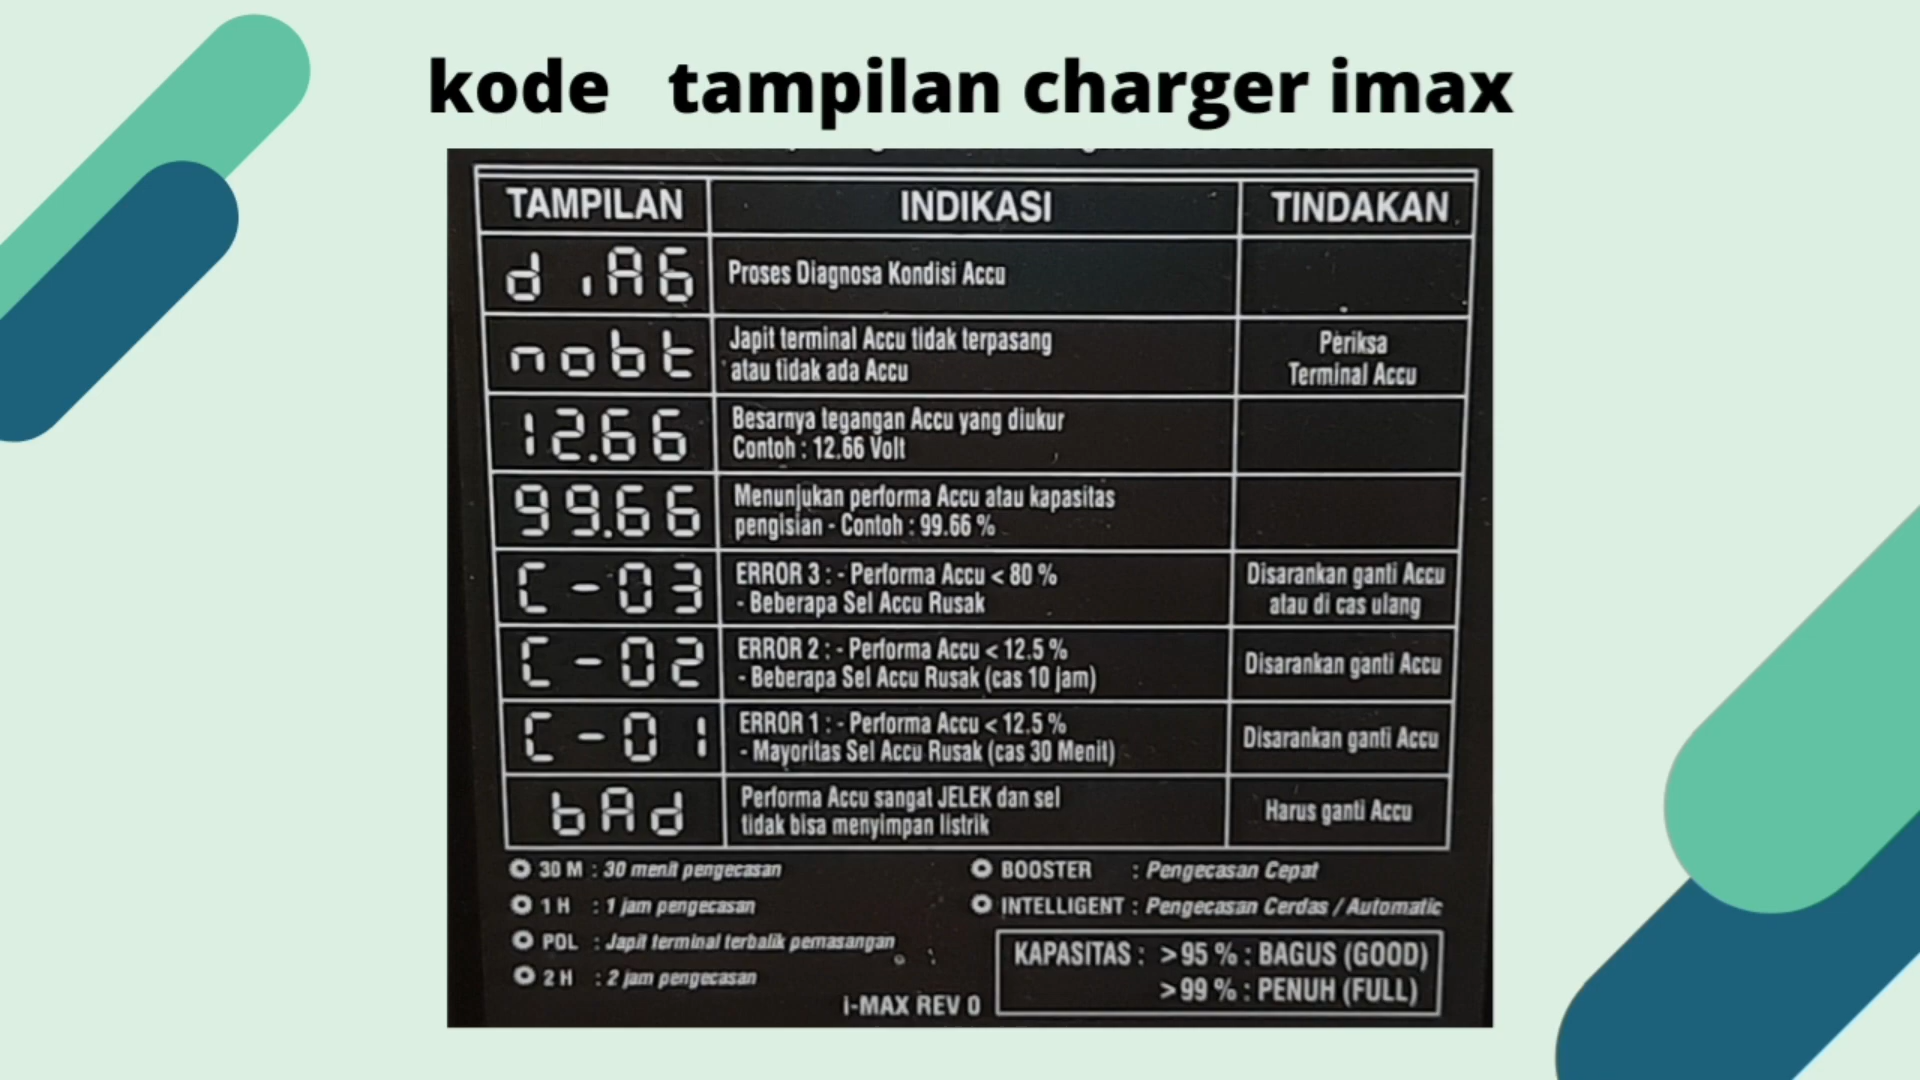 kode tampilan charger imax
TAMPILAN INDIKASI TINDAKAN
diAG Proses Diagnosa Kondisi Accu
nobt Japit terminal Accu tidak terpasang
atau tidak ada Accu
Periksa
Terminal Accu
12.66 Besarnya tegangan Accu yang diukur
Contoh : 12.66 Volt
99.66 Menunjukan performa Accu atau kapasitas
pengisian - Contoh : 99.66 %
C-03 ERROR 3 : - Performa Accu < 80 %
- Beberapa Sel Accu Rusak
Disarankan ganti Accu
atau di cas ulang
C-02 ERROR 2 : - Performa Accu < 12.5 %
- Beberapa Sel Accu Rusak (cas 10 jam)
Disarankan ganti Accu
C-01 ERROR 1 : - Performa Accu < 12.5 %
- Mayoritas Sel Accu Rusak (cas 30 Menit)
Disarankan ganti Accu
bAd Performa Accu sangat JELEK dan sel
tidak bisa menyimpan listrik
Harus ganti Accu
30 M : 30 menit pengecasan
1 H : 1 jam pengecasan
POL : Japit terminal terbalik pemasangan
2 H : 2 jam pengecasan
BOOSTER : Pengecasan Cepat
INTELLIGENT : Pengecasan Cerdas / Automatic
KAPASITAS : > 95 % : BAGUS (GOOD)
> 99 % : PENUH (FULL)
i-MAX REV 0